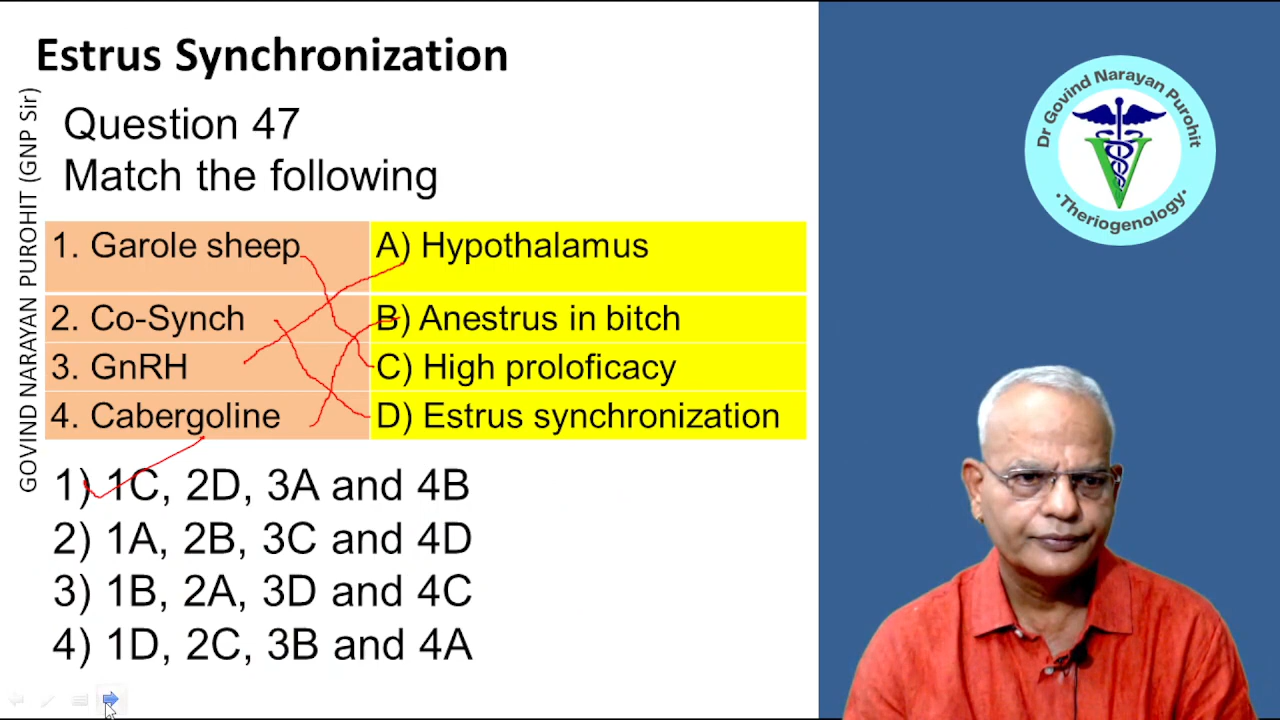 Estrus Synchronization
GOVIND NARAYAN PUROHIT (GNP Sir)
Question 47
Match the following
1. Garole sheep A) Hypothalamus
2. Co-Synch B) Anestrus in bitch
3. GnRH C) High proloficacy
4. Cabergoline D) Estrus synchronization
1) 1C, 2D, 3A and 4B
2) 1A, 2B, 3C and 4D
3) 1B, 2A, 3D and 4C
4) 1D, 2C, 3B and 4A
Dr Govind Narayan Purohit
·Theriogenology·